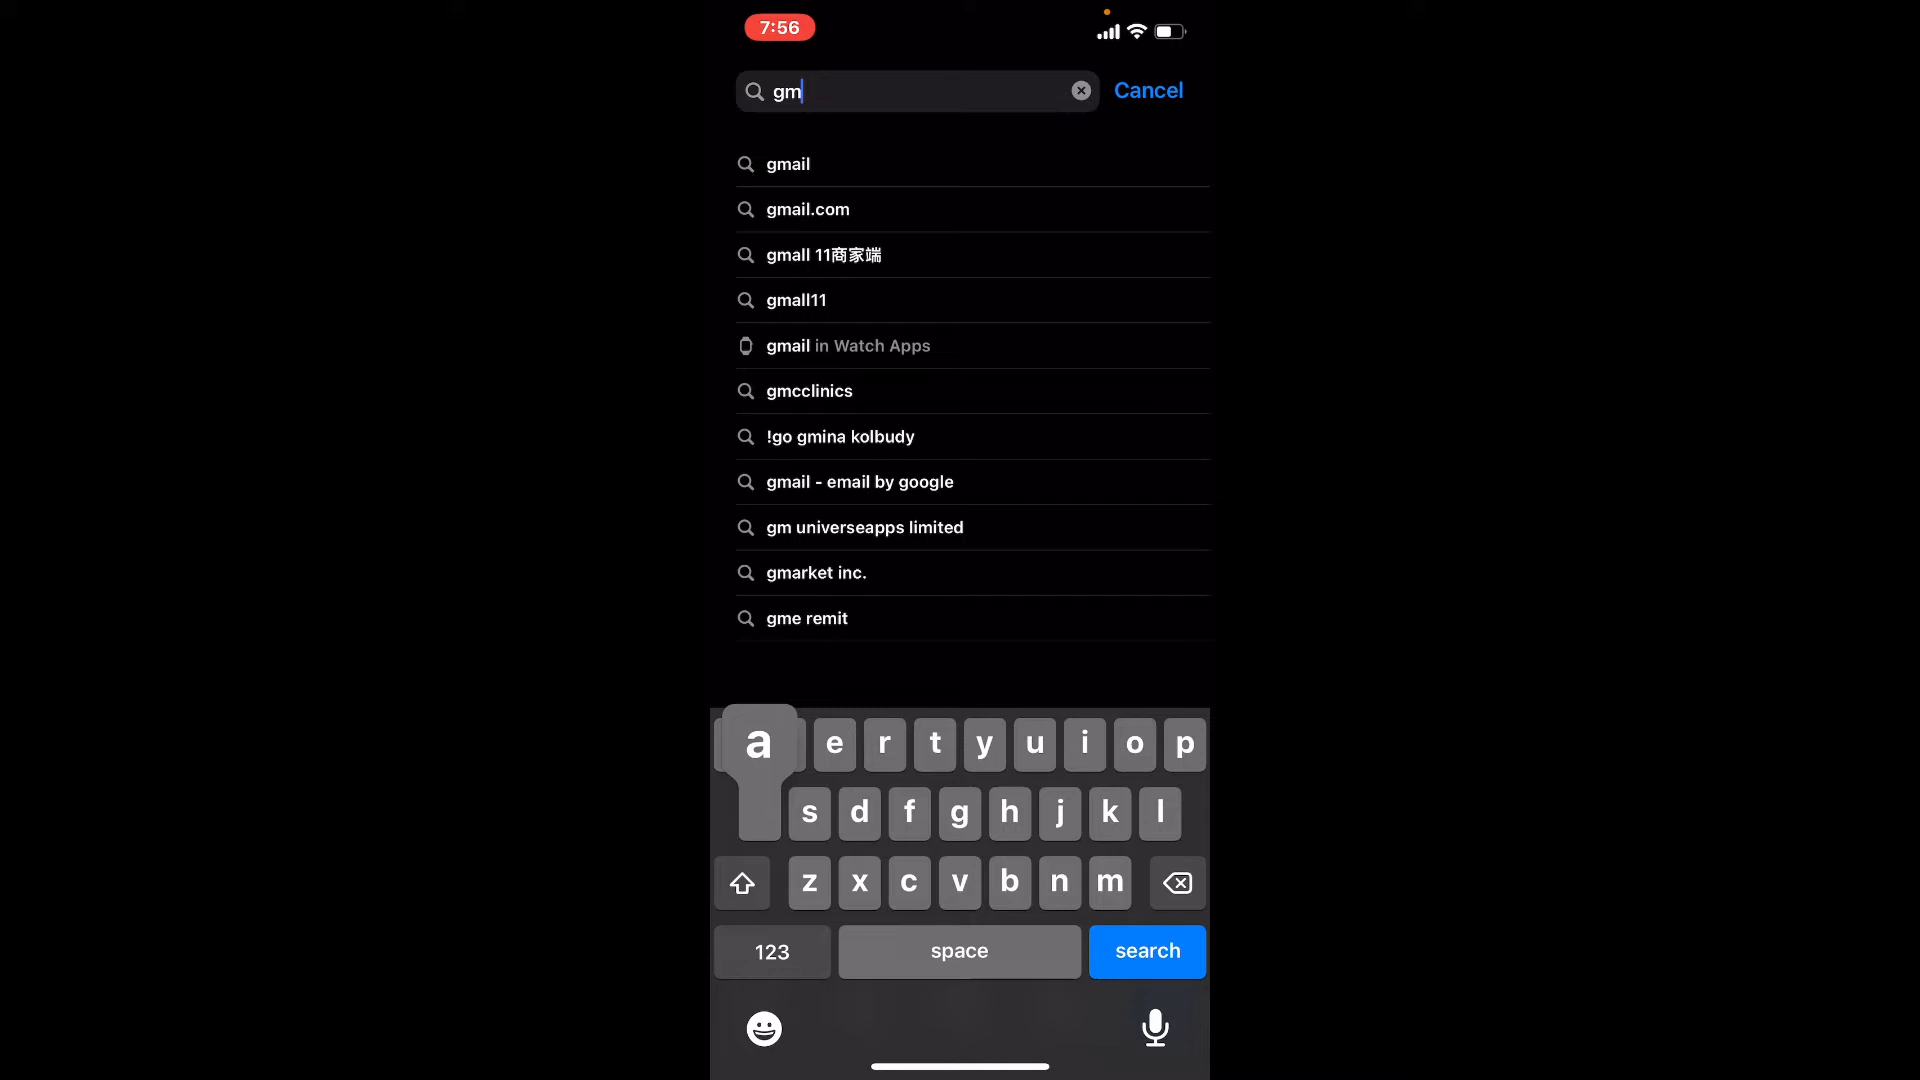 7:56
gm
Cancel
gmail
gmail.com
gmall 11商家端
gmall11
gmail in Watch Apps
gmcclinics
!go gmina kolbudy
gmail - email by google
gm universeapps limited
gmarket inc.
gme remit
a e r t y u i o p
s d f g h j k l
z x c v b n m
123 space search